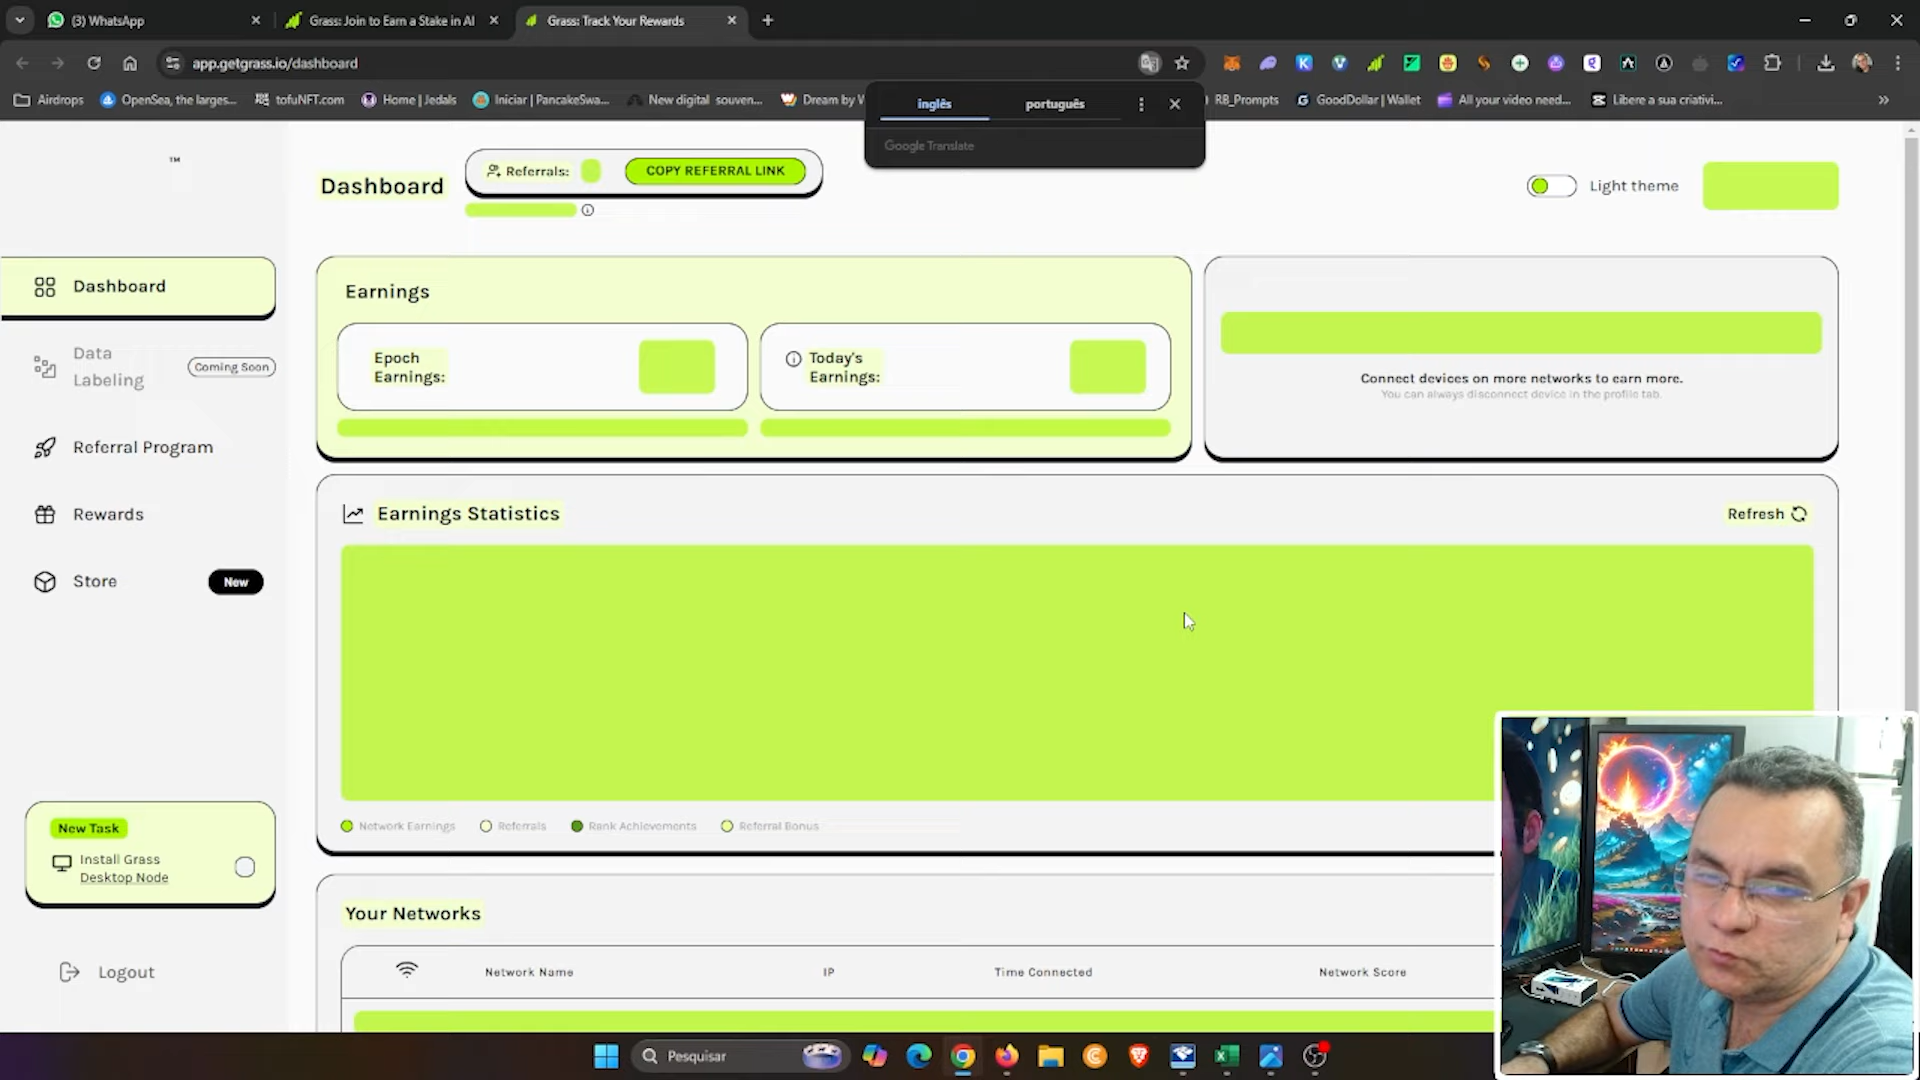 (3) WhatsApp
Grass: Join to Earn a Stake in AI
Grass: Track Your Rewards
app.getgrass.io/dashboard
Airdrops
OpenSea, the larges...
tofuNFT.com
Home | Jedals
Iniciar | PancakeSwa...
New digital souven...
Dream by W
RB_Prompts
GoodDollar | Wallet
All your video need...
Libere a sua criativi...
inglês
português
Google Translate
TM
Dashboard
Referrals:
COPY REFERRAL LINK
Light theme
Dashboard
Data
Labeling
Coming Soon
Referral Program
Rewards
Store
New
Earnings
Epoch
Earnings:
Today's
Earnings:
Connect devices on more networks to earn more.
You can always disconnect device in the profile tab.
Earnings Statistics
Refresh
Network Earnings
Referrals
Rank Achievements
Referral Bonus
New Task
Install Grass
Desktop Node
Logout
Your Networks
Network Name
IP
Time Connected
Network Score
Pesquisar